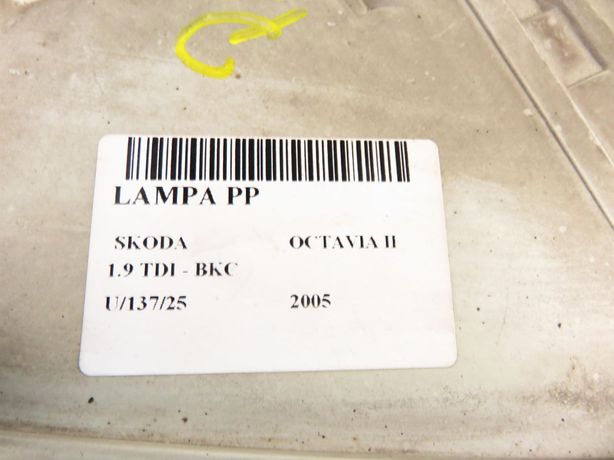 LAMPA PP
SKODA OCTAVIA II
1.9 TDI - BKC
U/137/25 2005